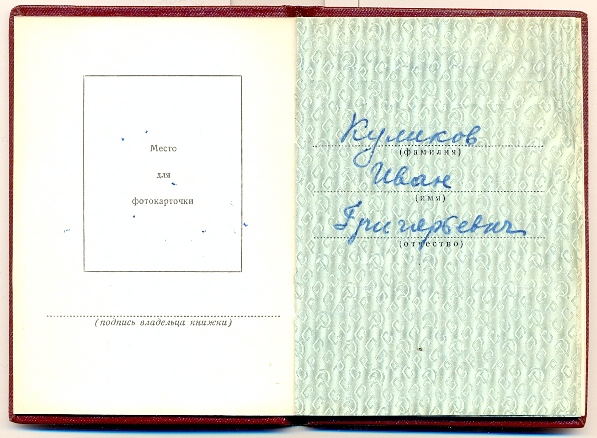 Место
для
фотокарточки
(подпись владельца книжки)
Куликов
(фамилия)
Иван
(имя)
Григорьевич
(отчество)